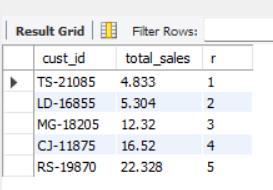 Result Grid Filter Rows:
cust_id total_sales r
TS-21085 4.833 1
LD-16855 5.304 2
MG-18205 12.32 3
CJ-11875 16.52 4
RS-19870 22.328 5